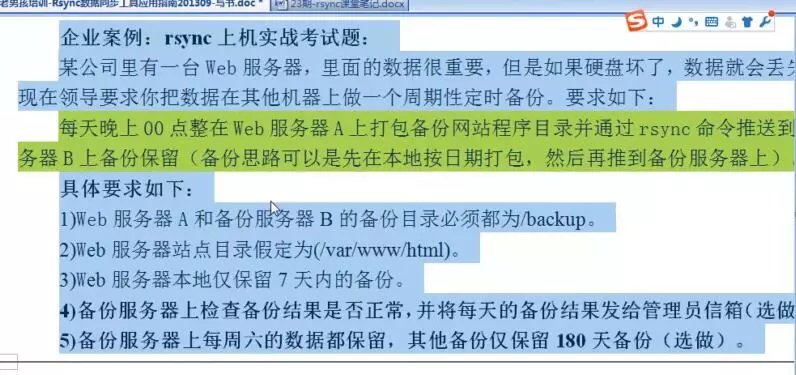 老男孩培训-Rsync数据同步工具应用指南201309-写书.doc *
23期-rsync课堂笔记.docx
中
企业案例：rsync 上机实战考试题：
某公司里有一台 Web 服务器，里面的数据很重要，但是如果硬盘坏了，数据就会丢失
现在领导要求你把数据在其他机器上做一个周期性定时备份。要求如下：
每天晚上 00 点整在 Web 服务器 A 上打包备份网站程序目录并通过 rsync 命令推送到
务器 B 上备份保留（备份思路可以是先在本地按日期打包，然后再推到备份服务器上）
具体要求如下：
1)Web 服务器 A 和备份服务器 B 的备份目录必须都为/backup。
2)Web 服务器站点目录假定为(/var/www/html)。
3)Web 服务器本地仅保留 7 天内的备份。
4)备份服务器上检查备份结果是否正常，并将每天的备份结果发给管理员信箱（选做
5)备份服务器上每周六的数据都保留，其他备份仅保留 180 天备份（选做）。